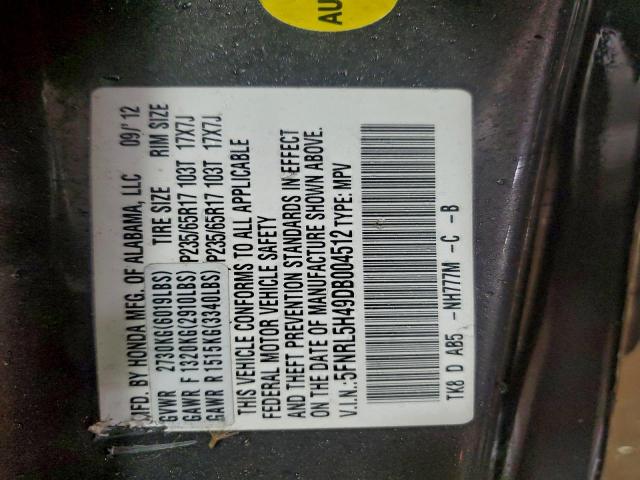 AU
MFD. BY HONDA MFG. OF ALABAMA, LLC 09/'12
GVWR 2730KG(6019LBS) TIRE SIZE RIM SIZE
GAWR F 1320KG(2910LBS) P235/65R17 103T 17X7J
GAWR R 1515KG(3340LBS) P235/65R17 103T 17X7J
THIS VEHICLE CONFORMS TO ALL APPLICABLE
FEDERAL MOTOR VEHICLE SAFETY
AND THEFT PREVENTION STANDARDS IN EFFECT
ON THE DATE OF MANUFACTURE SHOWN ABOVE.
V.I.N.:5FNRL5H49DB004512 TYPE: MPV
TK8 D AB5 -NH777M -C -B